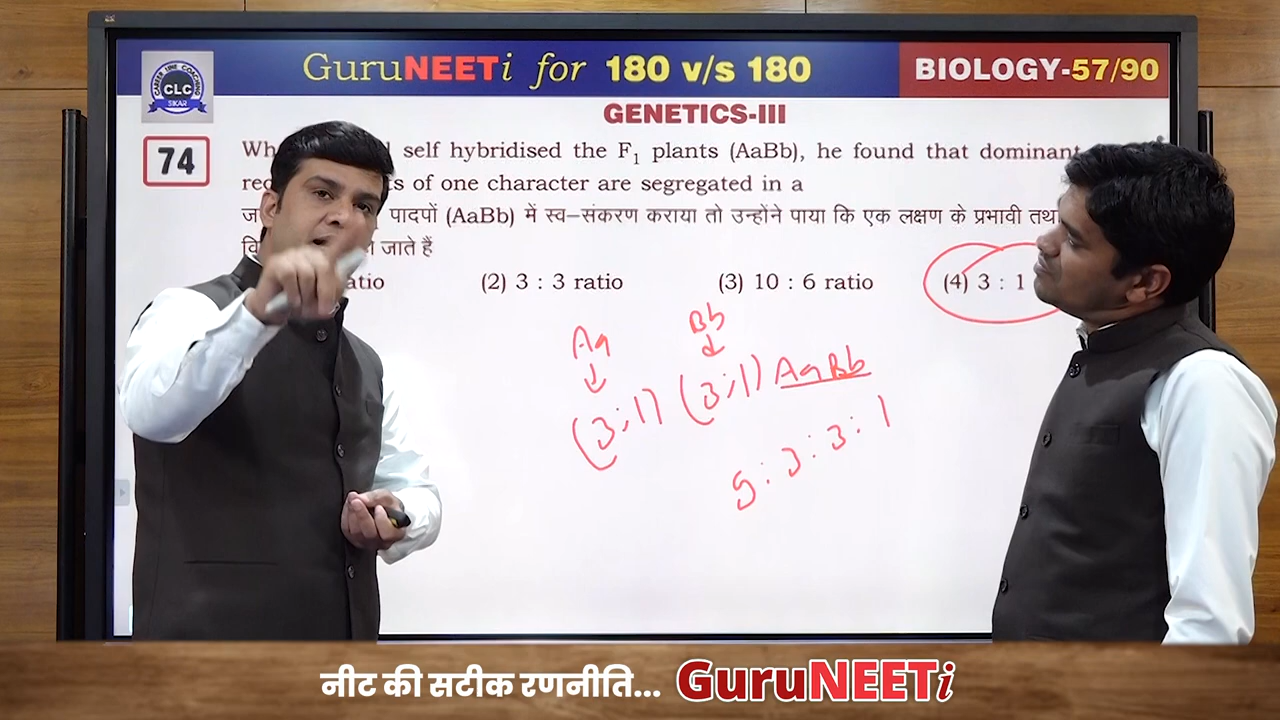 GuruNEETi for 180 v/s 180
BIOLOGY-57/90
CLC
SIKAR
GENETICS-III
74
self hybridised the F₁ plants (AaBb), he found that dominant
of one character are segregated in a
पादपों (AaBb) में स्व–संकरण कराया तो उन्होंने पाया कि एक लक्षण के प्रभावी तथा
जाते हैं
(2) 3 : 3 ratio
(3) 10 : 6 ratio
(4) 3 : 1
Aa
Bb
(3:1) (3:1) AaBb
9 : 3 : 3 : 1
नीट की सटीक रणनीति... GuruNEETi